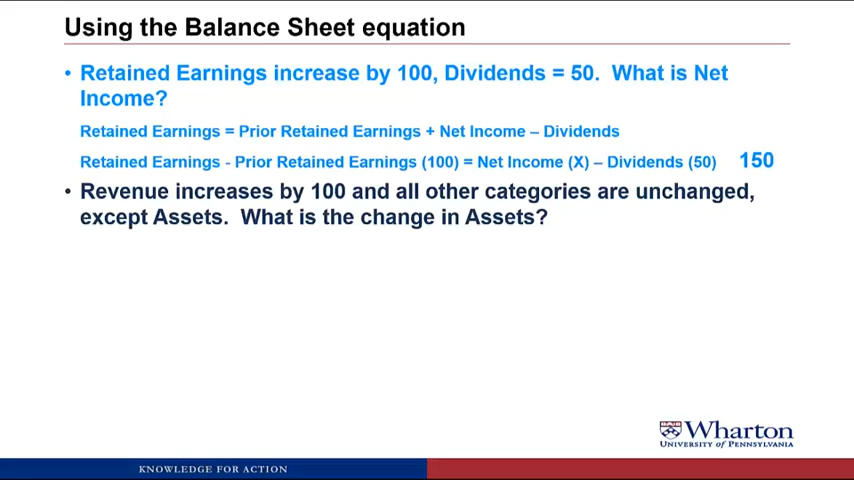 Using the Balance Sheet equation
• Retained Earnings increase by 100, Dividends = 50. What is Net
Income?
Retained Earnings = Prior Retained Earnings + Net Income – Dividends
Retained Earnings - Prior Retained Earnings (100) = Net Income (X) – Dividends (50) 150
• Revenue increases by 100 and all other categories are unchanged,
except Assets. What is the change in Assets?
Wharton
UNIVERSITY of PENNSYLVANIA
KNOWLEDGE FOR ACTION